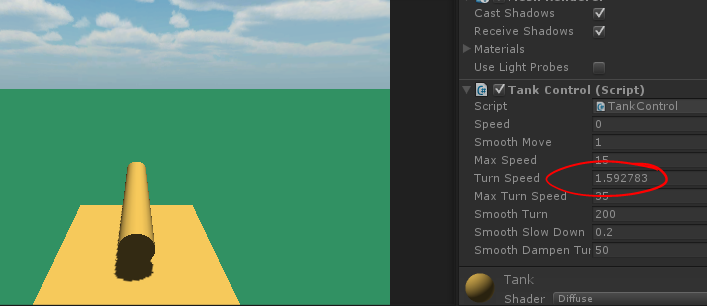 Cast Shadows
Receive Shadows
Materials
Use Light Probes
Tank Control (Script)
Script TankControl
Speed 0
Smooth Move 1
Max Speed 15
Turn Speed 1.592783
Max Turn Speed 35
Smooth Turn 200
Smooth Slow Down 0.2
Smooth Dampen Tur 50
Tank
Shader Diffuse